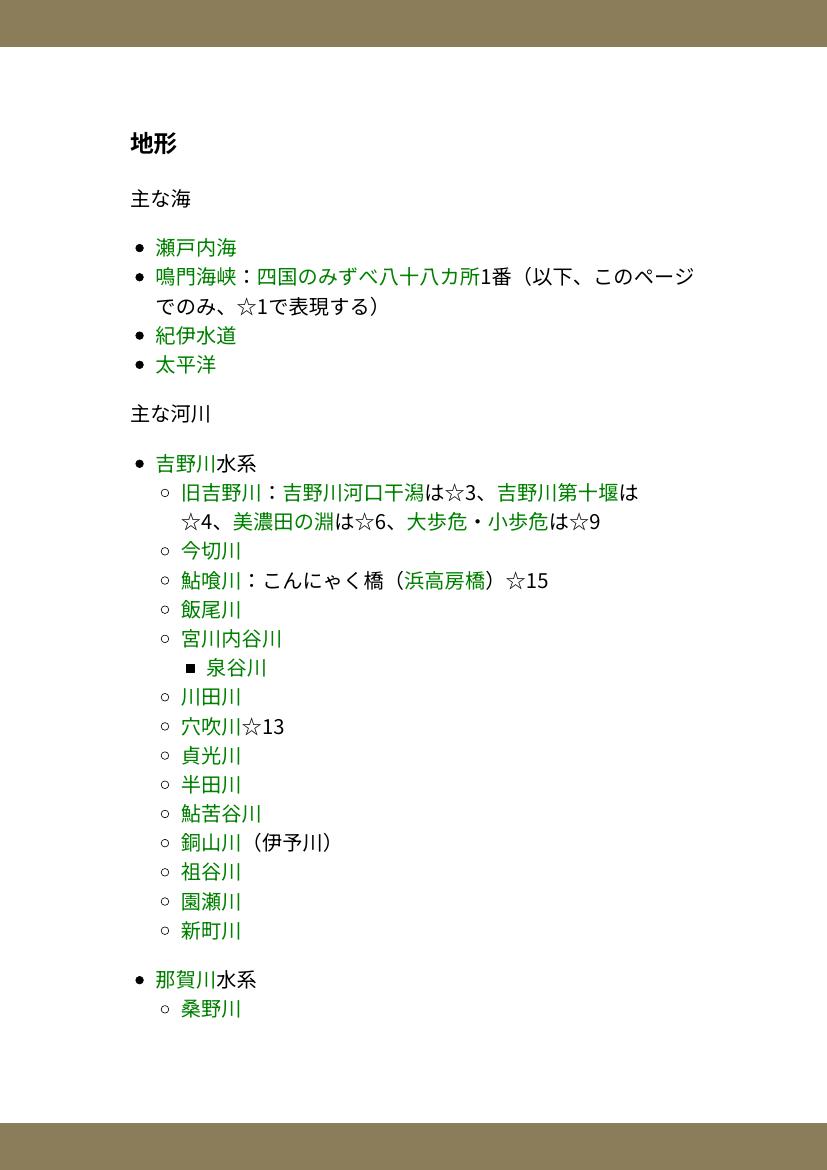 地形
主な海
瀬戸内海
鳴門海峡：四国のみずべ八十八カ所1番（以下、このページ
でのみ、☆1で表現する）
紀伊水道
太平洋
主な河川
吉野川水系
旧吉野川：吉野川河口干潟は☆3、吉野川第十堰は
☆4、美濃田の淵は☆6、大歩危・小歩危は☆9
今切川
鮎喰川：こんにゃく橋（浜高房橋）☆15
飯尾川
宮川内谷川
泉谷川
川田川
穴吹川☆13
貞光川
半田川
鮎苦谷川
銅山川（伊予川）
祖谷川
園瀬川
新町川
那賀川水系
桑野川